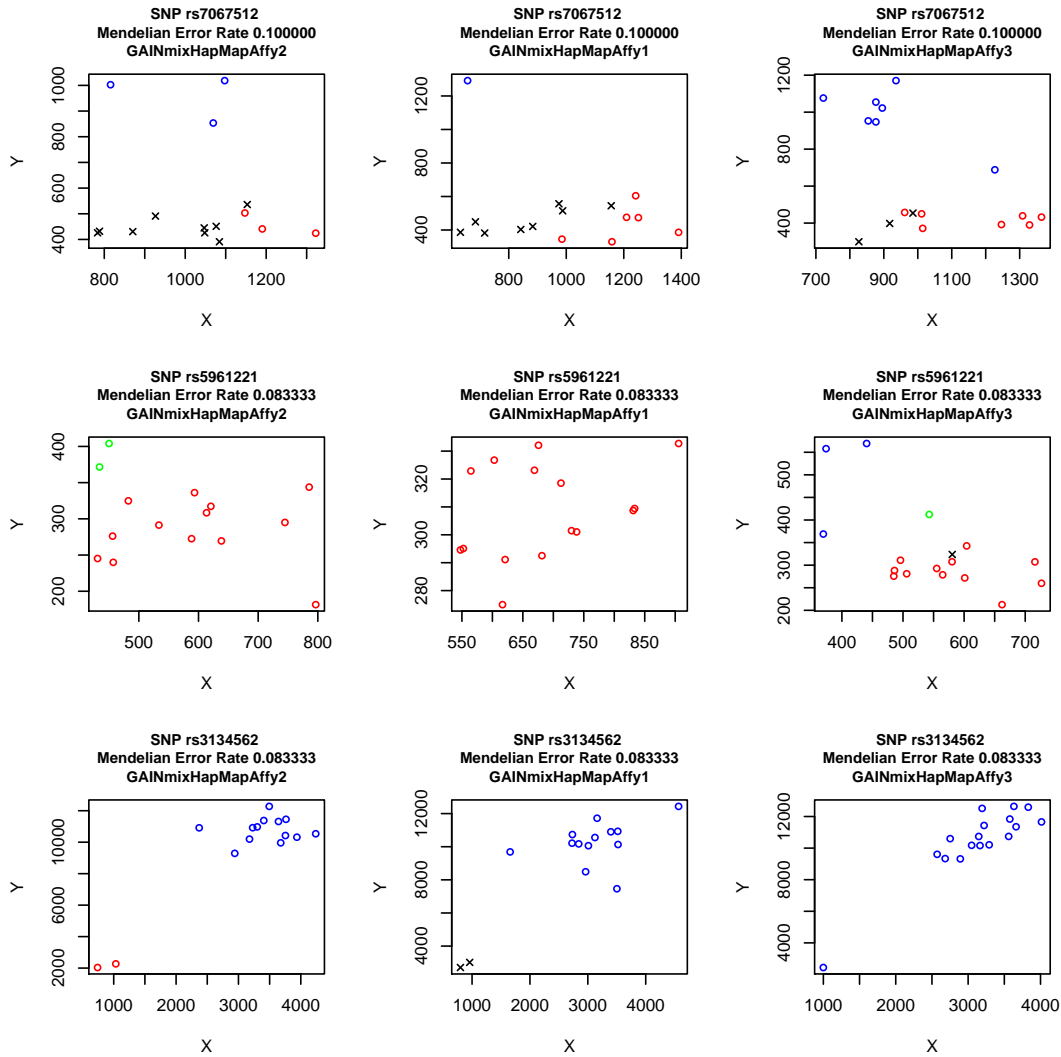 SNP rs7067512
Mendelian Error Rate 0.100000
GAINmixHapMapAffy2
Y
400 600 800 1000
800 1000 1200
X
SNP rs7067512
Mendelian Error Rate 0.100000
GAINmixHapMapAffy1
Y
400 800 1200
800 1000 1200 1400
X
SNP rs7067512
Mendelian Error Rate 0.100000
GAINmixHapMapAffy3
Y
400 800 1200
700 900 1100 1300
X
SNP rs5961221
Mendelian Error Rate 0.083333
GAINmixHapMapAffy2
Y
200 300 400
500 600 700 800
X
SNP rs5961221
Mendelian Error Rate 0.083333
GAINmixHapMapAffy1
Y
280 300 320
550 650 750 850
X
SNP rs5961221
Mendelian Error Rate 0.083333
GAINmixHapMapAffy3
Y
200 300 400 500
400 500 600 700
X
SNP rs3134562
Mendelian Error Rate 0.083333
GAINmixHapMapAffy2
Y
2000 6000 10000
1000 2000 3000 4000
X
SNP rs3134562
Mendelian Error Rate 0.083333
GAINmixHapMapAffy1
Y
4000 8000 12000
1000 2000 3000 4000
X
SNP rs3134562
Mendelian Error Rate 0.083333
GAINmixHapMapAffy3
Y
4000 8000 12000
1000 2000 3000 4000
X